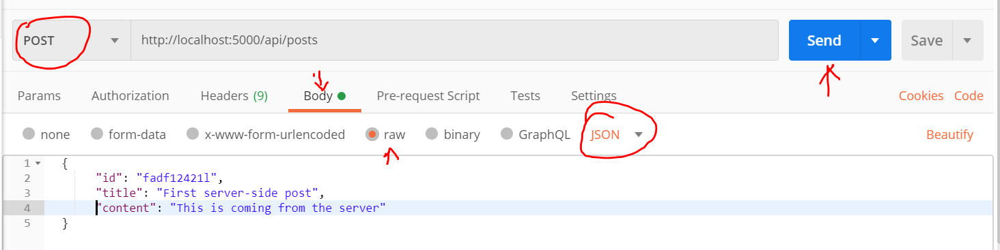 POST http://localhost:5000/api/posts Send Save
Params Authorization Headers (9) Body Pre-request Script Tests Settings Cookies Code
none form-data x-www-form-urlencoded raw binary GraphQL JSON Beautify
1 {
2 "id": "fadf12421l",
3 "title": "First server-side post",
4 "content": "This is coming from the server"
5 }